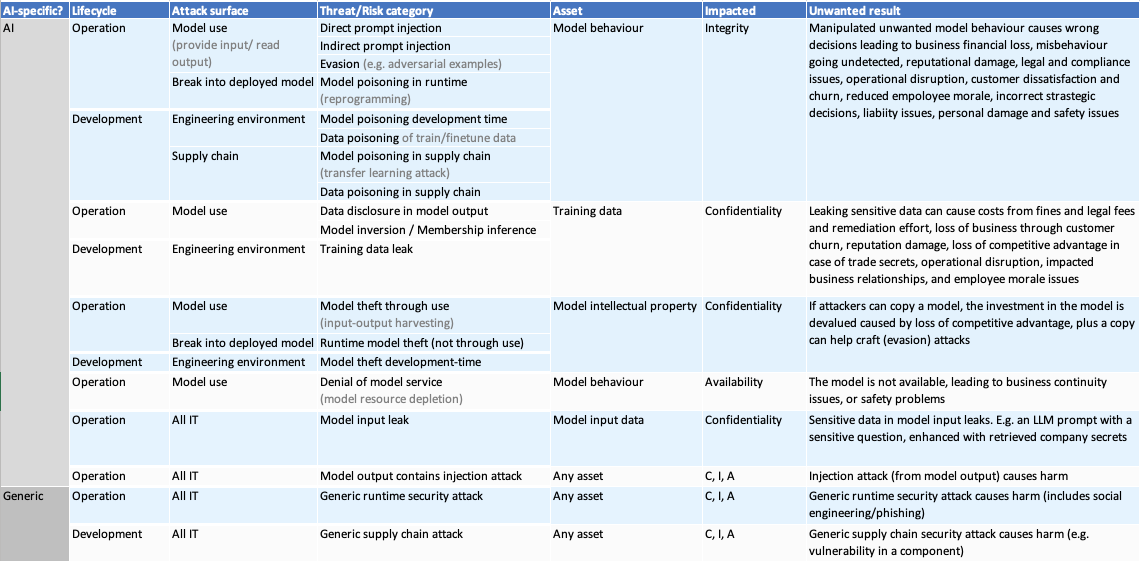 AI-specific? Lifecycle Attack surface Threat/Risk category Asset Impacted Unwanted result
AI Operation Model use Direct prompt injection Model behaviour Integrity Manipulated unwanted model behaviour causes wrong
(provide input/ read Indirect prompt injection decisions leading to business financial loss, misbehaviour
output) Evasion (e.g. adversarial examples) going undetected, reputational damage, legal and compliance
Break into deployed model Model poisoning in runtime issues, operational disruption, customer dissatisfaction and
(reprogramming) churn, reduced empoloyee morale, incorrect strastegic
Development Engineering environment Model poisoning development time decisions, liabiity issues, personal damage and safety issues
Data poisoning of train/finetune data
Supply chain Model poisoning in supply chain
(transfer learning attack)
Data poisoning in supply chain
Operation Model use Data disclosure in model output Training data Confidentiality Leaking sensitive data can cause costs from fines and legal fees
Model inversion / Membership inference and remediation effort, loss of business through customer
Development Engineering environment Training data leak churn, reputation damage, loss of competitive advantage in
case of trade secrets, operational disruption, impacted
business relationships, and employee morale issues
Operation Model use Model theft through use Model intellectual property Confidentiality If attackers can copy a model, the investment in the model is
(input-output harvesting) devalued caused by loss of competitive advantage, plus a copy
Break into deployed model Runtime model theft (not through use) can help craft (evasion) attacks
Development Engineering environment Model theft development-time
Operation Model use Denial of model service Model behaviour Availability The model is not available, leading to business continuity
(model resource depletion) issues, or safety problems
Operation All IT Model input leak Model input data Confidentiality Sensitive data in model input leaks. E.g. an LLM prompt with a
sensitive question, enhanced with retrieved company secrets
Operation All IT Model output contains injection attack Any asset C, I, A Injection attack (from model output) causes harm
Generic Operation All IT Generic runtime security attack Any asset C, I, A Generic runtime security attack causes harm (includes social
engineering/phishing)
Development All IT Generic supply chain attack Any asset C, I, A Generic supply chain security attack causes harm (e.g.
vulnerability in a component)